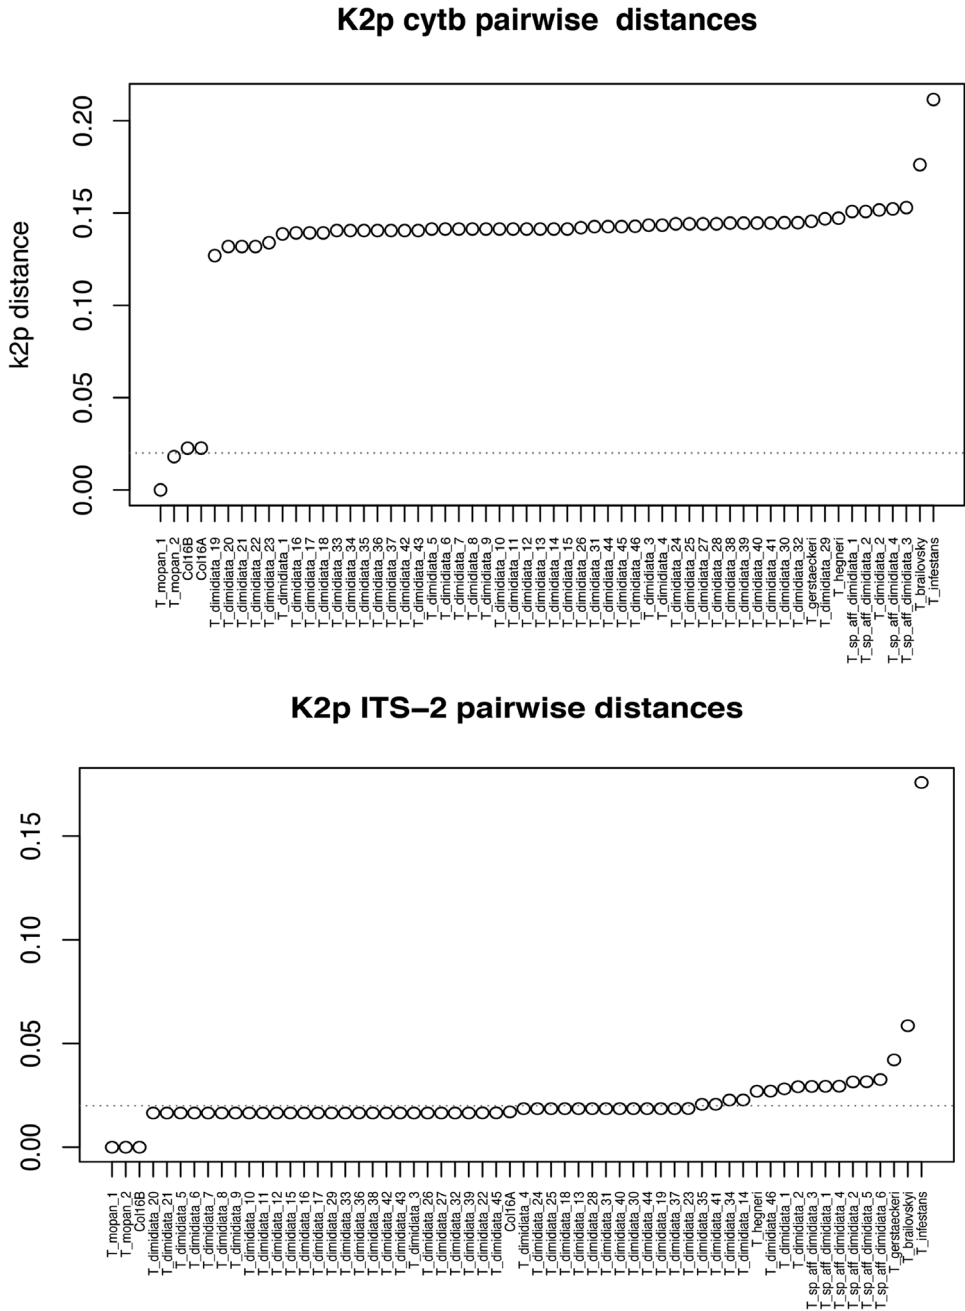 K2p cytb pairwise  distances
k2p distance
0.20
0.15
0.10
0.05
0.00
T_mopan_1
T_mopan_2
Col16B
Col16A
T_dimidiata_19
T_dimidiata_20
T_dimidiata_21
T_dimidiata_22
T_dimidiata_23
T_dimidiata_1
T_dimidiata_16
T_dimidiata_17
T_dimidiata_18
T_dimidiata_33
T_dimidiata_34
T_dimidiata_35
T_dimidiata_36
T_dimidiata_37
T_dimidiata_42
T_dimidiata_43
T_dimidiata_5
T_dimidiata_6
T_dimidiata_7
T_dimidiata_8
T_dimidiata_9
T_dimidiata_10
T_dimidiata_11
T_dimidiata_12
T_dimidiata_13
T_dimidiata_14
T_dimidiata_15
T_dimidiata_26
T_dimidiata_31
T_dimidiata_44
T_dimidiata_45
T_dimidiata_46
T_dimidiata_3
T_dimidiata_4
T_dimidiata_24
T_dimidiata_25
T_dimidiata_27
T_dimidiata_28
T_dimidiata_38
T_dimidiata_39
T_dimidiata_40
T_dimidiata_41
T_dimidiata_30
T_dimidiata_32
T_gerstaeckeri
T_dimidiata_29
T_hegneri
T_sp_aff_dimidiata_1
T_sp_aff_dimidiata_2
T_dimidiata_2
T_sp_aff_dimidiata_4
T_sp_aff_dimidiata_3
T_brailovsky
T_infestans
K2p ITS–2 pairwise distances
0.15
0.10
0.05
0.00
T_mopan_1
T_mopan_2
Col16B
T_dimidiata_20
T_dimidiata_21
T_dimidiata_5
T_dimidiata_6
T_dimidiata_7
T_dimidiata_8
T_dimidiata_9
T_dimidiata_10
T_dimidiata_11
T_dimidiata_12
T_dimidiata_15
T_dimidiata_16
T_dimidiata_17
T_dimidiata_29
T_dimidiata_33
T_dimidiata_36
T_dimidiata_38
T_dimidiata_42
T_dimidiata_43
T_dimidiata_3
T_dimidiata_26
T_dimidiata_27
T_dimidiata_32
T_dimidiata_39
T_dimidiata_22
T_dimidiata_45
Col16A
T_dimidiata_4
T_dimidiata_24
T_dimidiata_25
T_dimidiata_18
T_dimidiata_13
T_dimidiata_28
T_dimidiata_31
T_dimidiata_40
T_dimidiata_30
T_dimidiata_44
T_dimidiata_19
T_dimidiata_37
T_dimidiata_23
T_dimidiata_35
T_dimidiata_41
T_dimidiata_34
T_dimidiata_14
T_hegneri
T_dimidiata_46
T_dimidiata_1
T_dimidiata_2
T_sp_aff_dimidiata_3
T_sp_aff_dimidiata_1
T_sp_aff_dimidiata_4
T_sp_aff_dimidiata_2
T_sp_aff_dimidiata_5
T_sp_aff_dimidiata_6
T_gerstaeckeri
T_brailovskyi
T_infestans